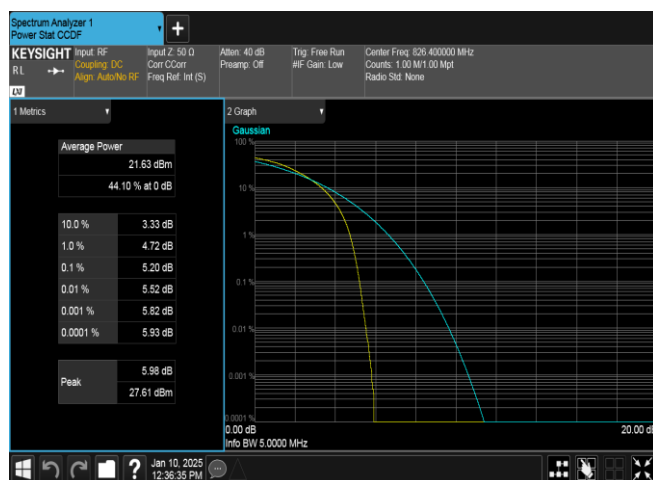 Spectrum Analyzer 1
Power Stat CCDF
+
KEYSIGHT
RL
LXI
Input: RF
Coupling: DC
Align: Auto/No RF
Input Z: 50 Ω
Corr CCorr
Freq Ref: Int (S)
Atten: 40 dB
Preamp: Off
Trig: Free Run
#IF Gain: Low
Center Freq: 826.400000 MHz
Counts: 1.00 M/1.00 Mpt
Radio Std: None
1 Metrics
Average Power
21.63 dBm
44.10 % at 0 dB
10.0 % 3.33 dB
1.0 % 4.72 dB
0.1 % 5.20 dB
0.01 % 5.52 dB
0.001 % 5.82 dB
0.0001 % 5.93 dB
Peak
5.98 dB
27.61 dBm
2 Graph
Gaussian
100 %
10 %
1 %
0.1 %
0.01 %
0.001 %
0.0001 %
0.00 dB
20.00 dB
Info BW 5.0000 MHz
?
Jan 10, 2025
12:36:35 PM